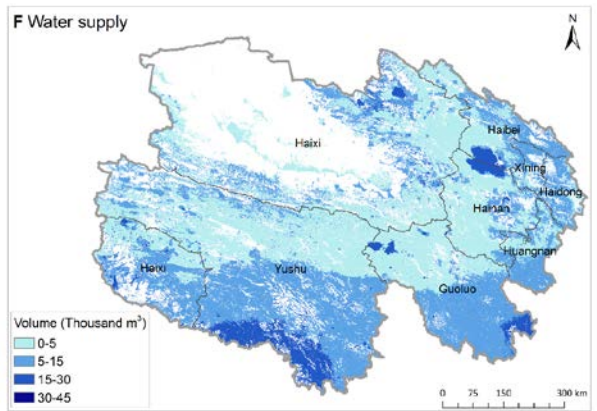 F Water supply
N
Haibei
Haixi
Xining
Haidong
Hainan
Huangnan
Haixi
Yushu
Guoluo
Volume (Thousand m³)
0-5
5-15
15-30
30-45
0 75 150 300 km